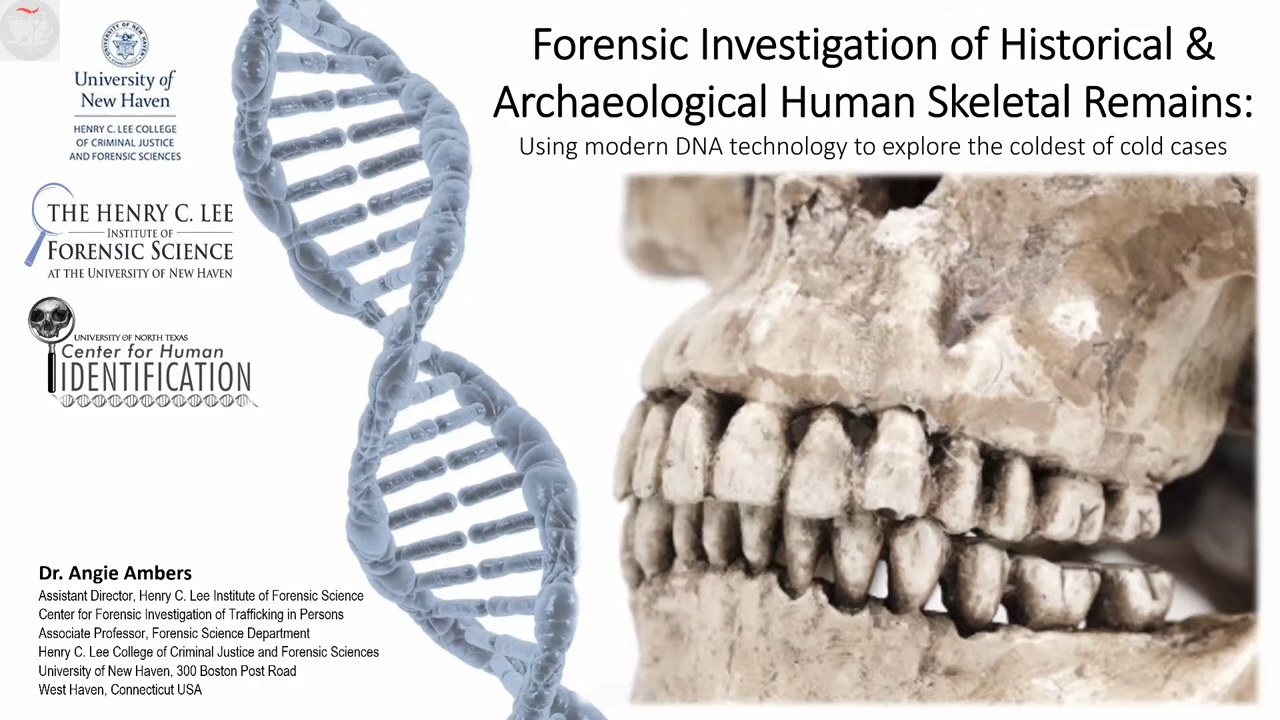 Forensic Investigation of Historical &
Archaeological Human Skeletal Remains:
Using modern DNA technology to explore the coldest of cold cases
University of
New Haven
HENRY C. LEE COLLEGE
OF CRIMINAL JUSTICE
AND FORENSIC SCIENCES
THE HENRY C. LEE
INSTITUTE OF
FORENSIC SCIENCE
AT THE UNIVERSITY OF NEW HAVEN
UNIVERSITY OF NORTH TEXAS
Center for Human
IDENTIFICATION
Dr. Angie Ambers
Assistant Director, Henry C. Lee Institute of Forensic Science
Center for Forensic Investigation of Trafficking in Persons
Associate Professor, Forensic Science Department
Henry C. Lee College of Criminal Justice and Forensic Sciences
University of New Haven, 300 Boston Post Road
West Haven, Connecticut USA